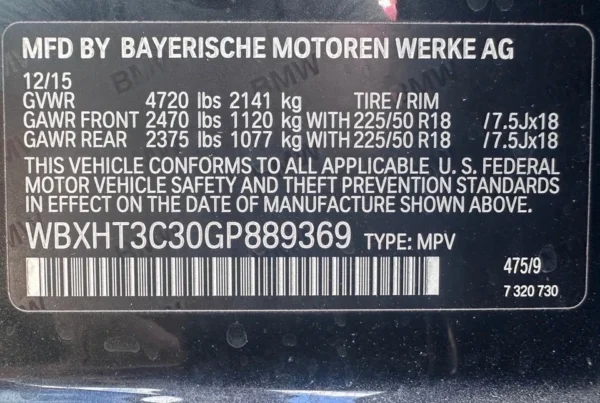 MFD BY BAYERISCHE MOTOREN WERKE AG
12/15
GVWR 4720 lbs 2141 kg TIRE / RIM
GAWR FRONT 2470 lbs 1120 kg WITH 225/50 R18 /7.5Jx18
GAWR REAR 2375 lbs 1077 kg WITH 225/50 R18 /7.5Jx18
THIS VEHICLE CONFORMS TO ALL APPLICABLE U. S. FEDERAL
MOTOR VEHICLE SAFETY AND THEFT PREVENTION STANDARDS
IN EFFECT ON THE DATE OF MANUFACTURE SHOWN ABOVE.
WBXHT3C30GP889369 TYPE: MPV
475/9
7 320 730